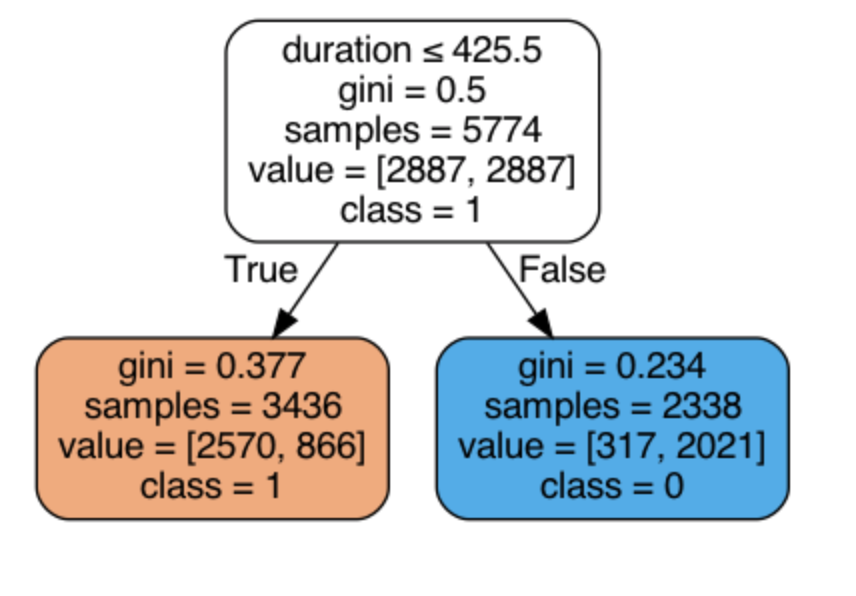 duration ≤ 425.5
gini = 0.5
samples = 5774
value = [2887, 2887]
class = 1
True
False
gini = 0.377
samples = 3436
value = [2570, 866]
class = 1
gini = 0.234
samples = 2338
value = [317, 2021]
class = 0